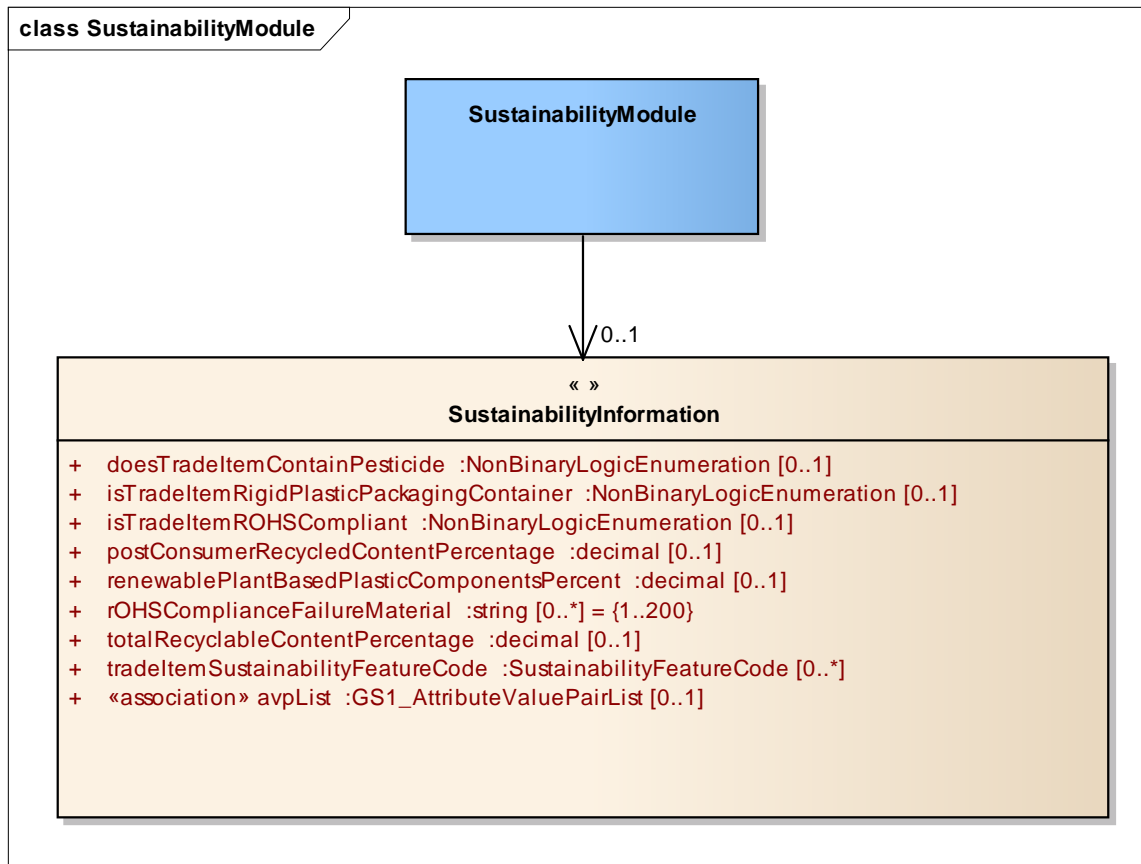 class SustainabilityModule
SustainabilityModule
0..1
« »
SustainabilityInformation
+ doesTradeItemContainPesticide :NonBinaryLogicEnumeration [0..1]
+ isTradeItemRigidPlasticPackagingContainer :NonBinaryLogicEnumeration [0..1]
+ isTradeItemROHSCompliant :NonBinaryLogicEnumeration [0..1]
+ postConsumerRecycledContentPercentage :decimal [0..1]
+ renewablePlantBasedPlasticComponentsPercent :decimal [0..1]
+ rOHSComplianceFailureMaterial :string [0..*] = {1..200}
+ totalRecyclableContentPercentage :decimal [0..1]
+ tradeItemSustainabilityFeatureCode :SustainabilityFeatureCode [0..*]
+ «association» avpList :GS1_AttributeValuePairList [0..1]